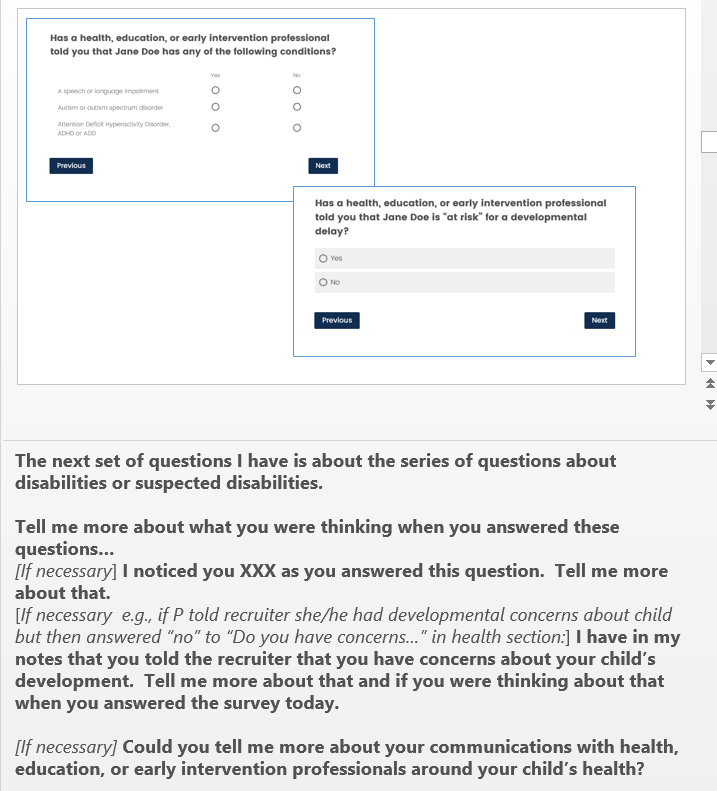 Has a health, education, or early intervention professional
told you that Jane Doe has any of the following conditions?
Yes No
A speech or language impairment
Autism or autism spectrum disorder
Attention Deficit Hyperactivity Disorder,
ADHD or ADD
Previous Next
Has a health, education, or early intervention professional
told you that Jane Doe is “at risk” for a developmental
delay?
Yes
No
Previous Next
The next set of questions I have is about the series of questions about
disabilities or suspected disabilities.
Tell me more about what you were thinking when you answered these
questions…
[If necessary] I noticed you XXX as you answered this question.  Tell me more
about that.
[If necessary  e.g., if P told recruiter she/he had developmental concerns about child
but then answered “no” to “Do you have concerns…” in health section:] I have in my
notes that you told the recruiter that you have concerns about your child’s
development.  Tell me more about that and if you were thinking about that
when you answered the survey today.
[If necessary] Could you tell me more about your communications with health,
education, or early intervention professionals around your child’s health?